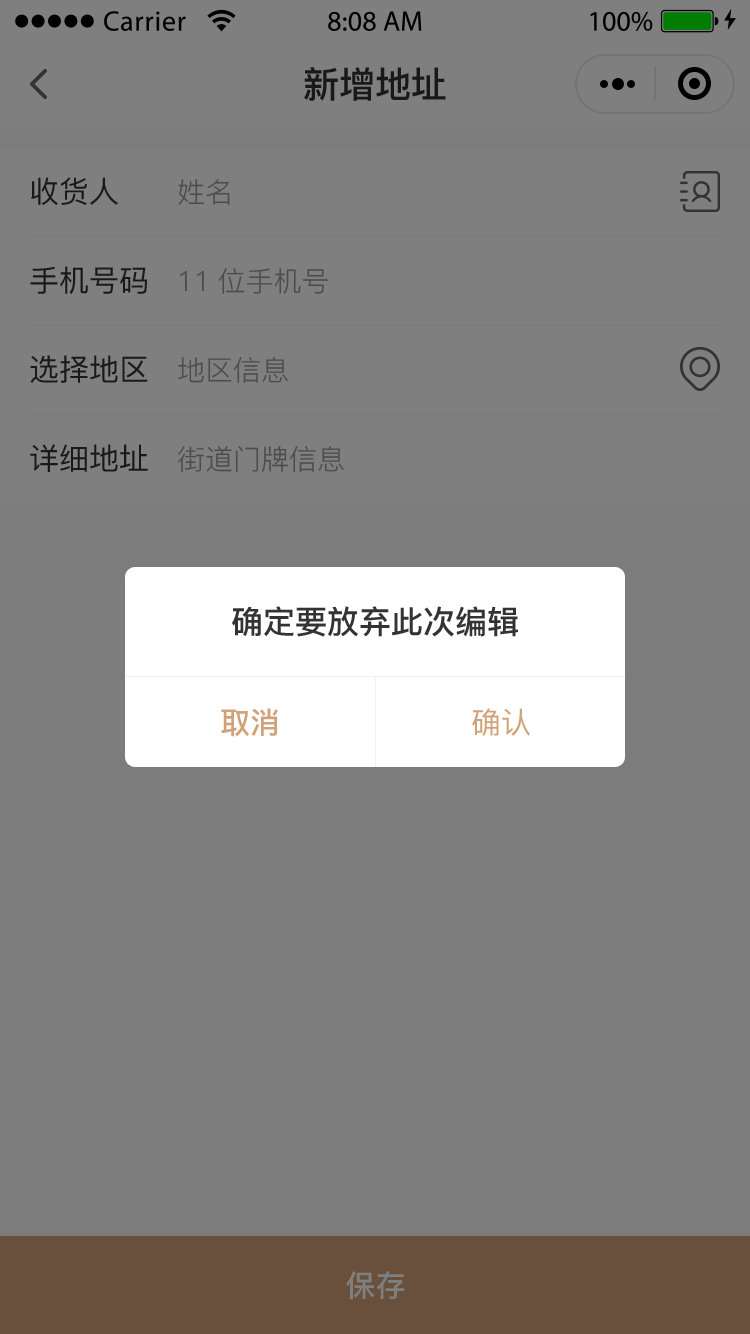 Carrier 8:08 AM 100%
新增地址
收货人 姓名
手机号码 11 位手机号
选择地区 地区信息
详细地址 街道门牌信息
确定要放弃此次编辑
取消 确认
保存